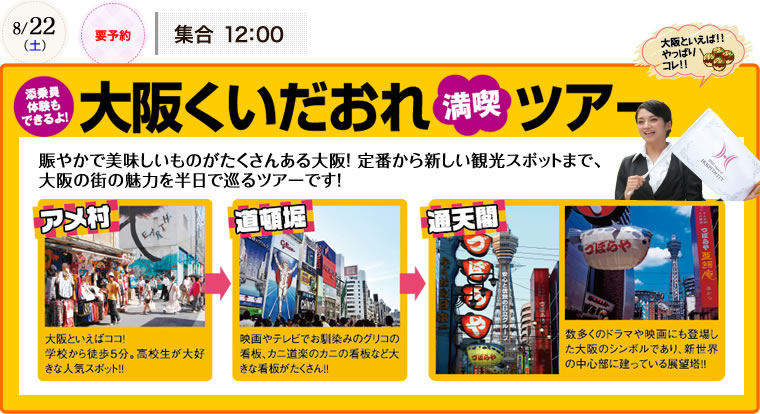 8/22
（土）
要予約
集合 12:00
大阪といえば!!
やっぱり
コレ!!
添乗員
体験も
できるよ!
大阪くいだおれ満喫ツアー
賑やかで美味しいものがたくさんある大阪! 定番から新しい観光スポットまで、
大阪の街の魅力を半日で巡るツアーです!
アメ村
道頓堀
通天閣
EARTH
つぼらや
つぼらや
大阪といえばココ!
学校から徒歩5分。高校生が大好
きな人気スポット!!
映画やテレビでお馴染みのグリコの
看板、カニ道楽のカニの看板など大
きな看板がたくさん!!
数多くのドラマや映画にも登場し
た大阪のシンボルであり、新世界
の中心部に建っている展望塔!!